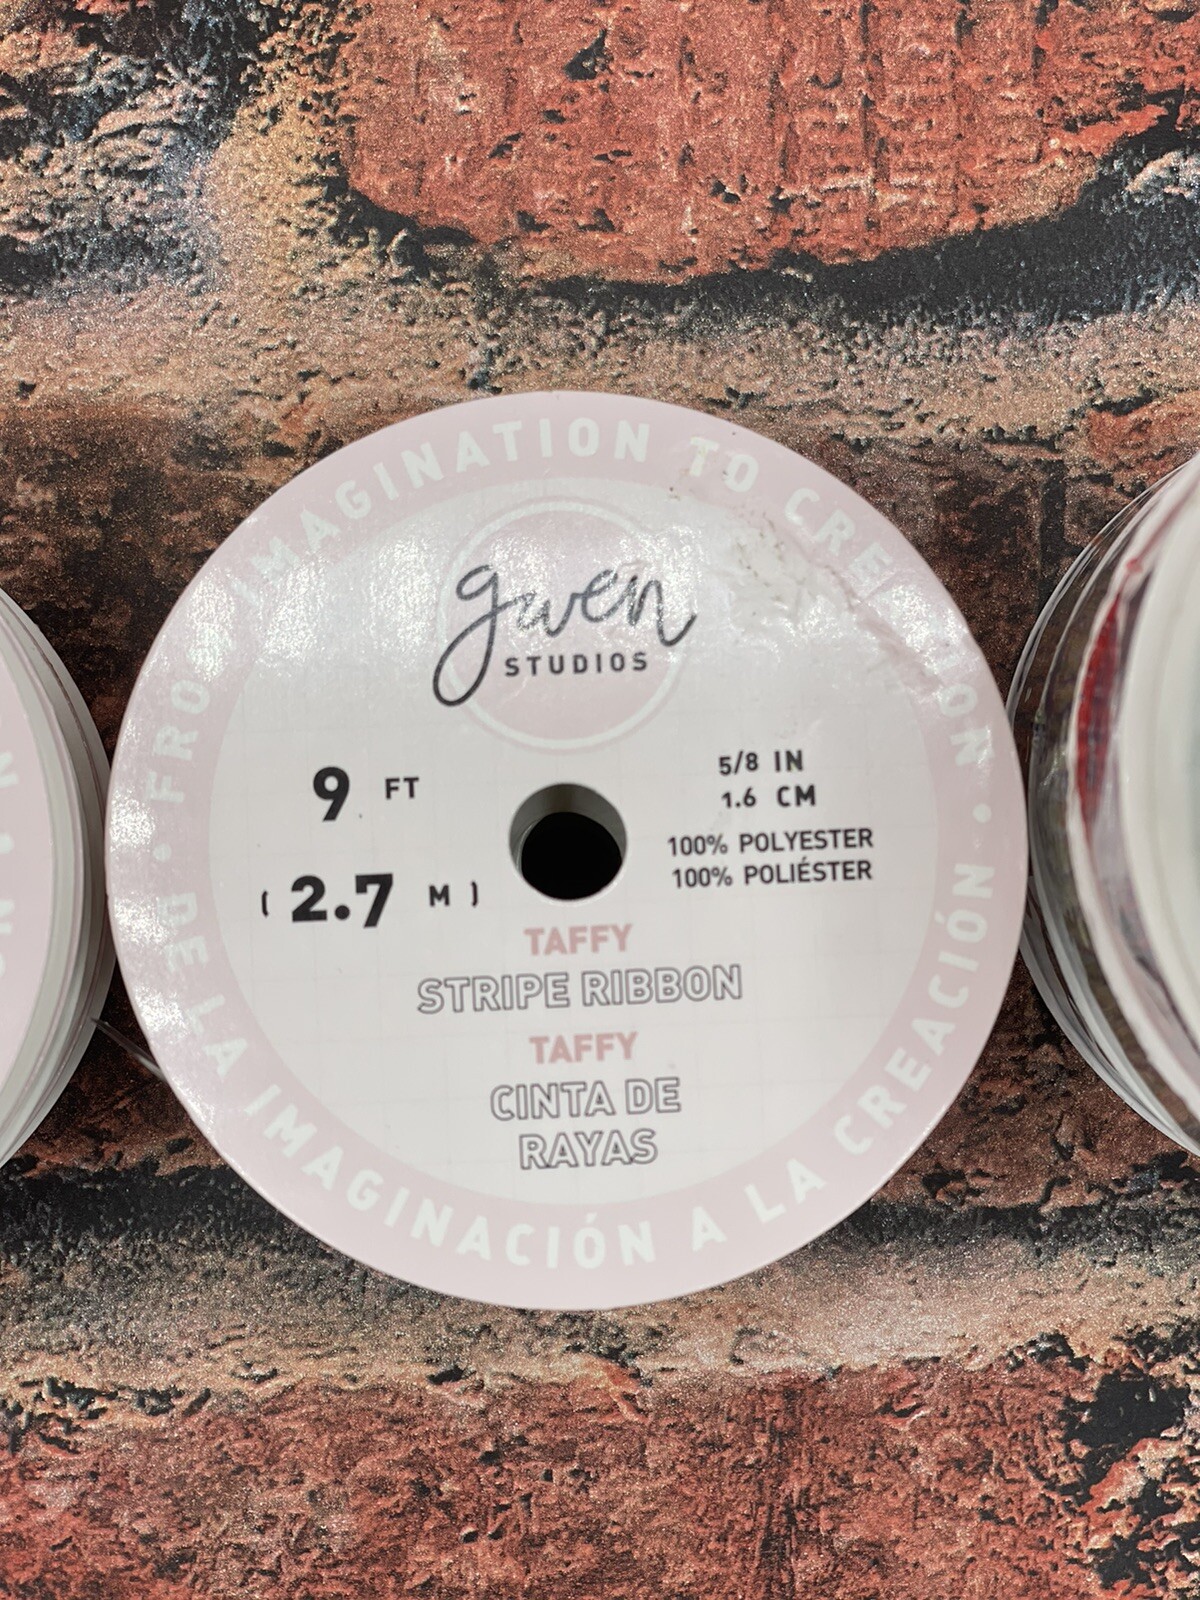 FROM IMAGINATION TO CREATION
gwen
STUDIOS
9 FT
( 2.7 M )
5/8 IN
1.6 CM
100% POLYESTER
100% POLIÉSTER
TAFFY
STRIPE RIBBON
TAFFY
CINTA DE
RAYAS
DE LA IMAGINACIÓN A LA CREACIÓN